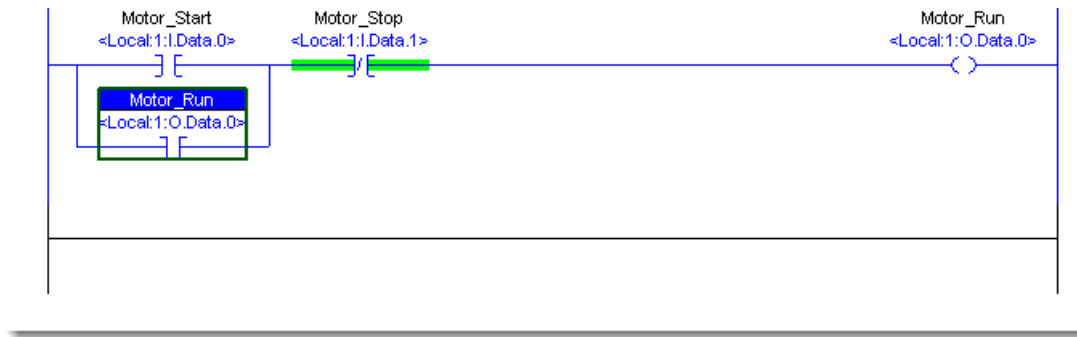 Motor_Start
<Local:1:I.Data.0>
Motor_Stop
<Local:1:I.Data.1>
Motor_Run
<Local:1:O.Data.0>
Motor_Run
<Local:1:O.Data.0>